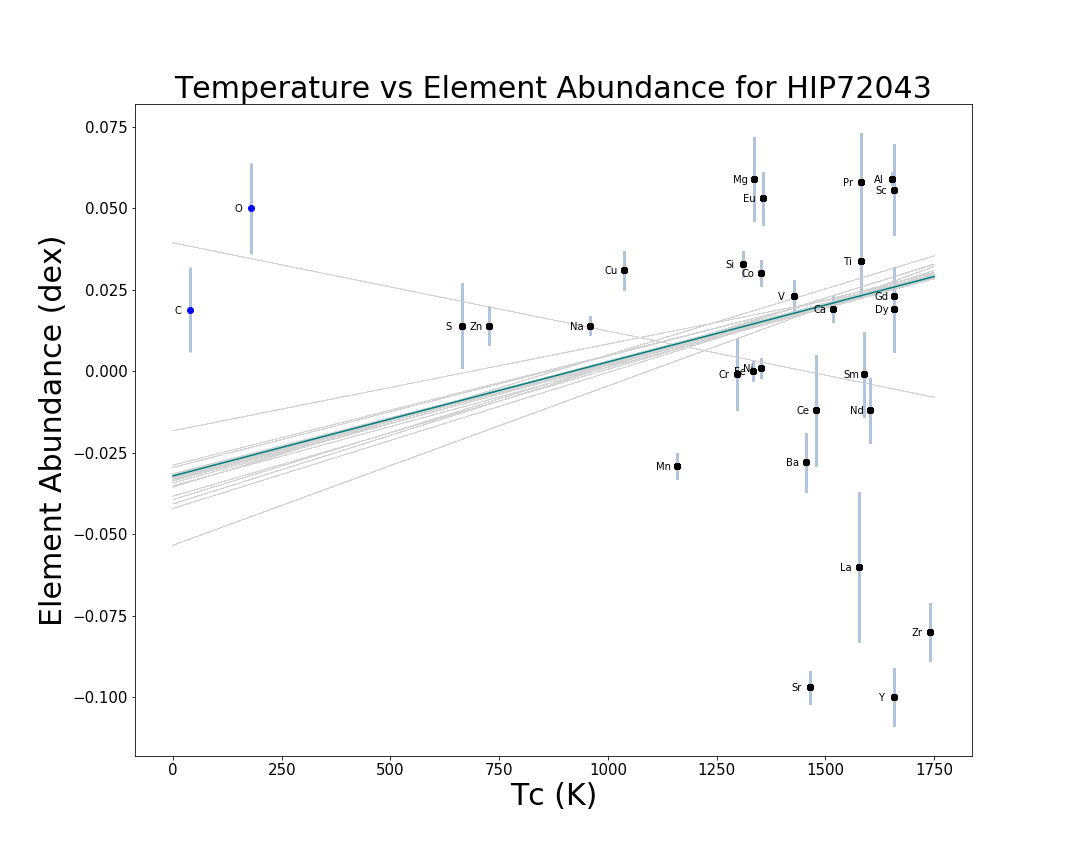 Temperature vs Element Abundance for HIP72043
Element Abundance (dex)
0.075
0.050
0.025
0.000
−0.025
−0.050
−0.075
−0.100
O
C
S
Zn
Na
Cu
Mn
Mg
Eu
Si
Co
Cr
Fe
Ni
V
Ca
Ce
Ba
Sr
Pr
Ti
Al
Sc
Gd
Dy
Sm
Nd
La
Zr
Y
0
250
500
750
1000
1250
1500
1750
Tc (K)